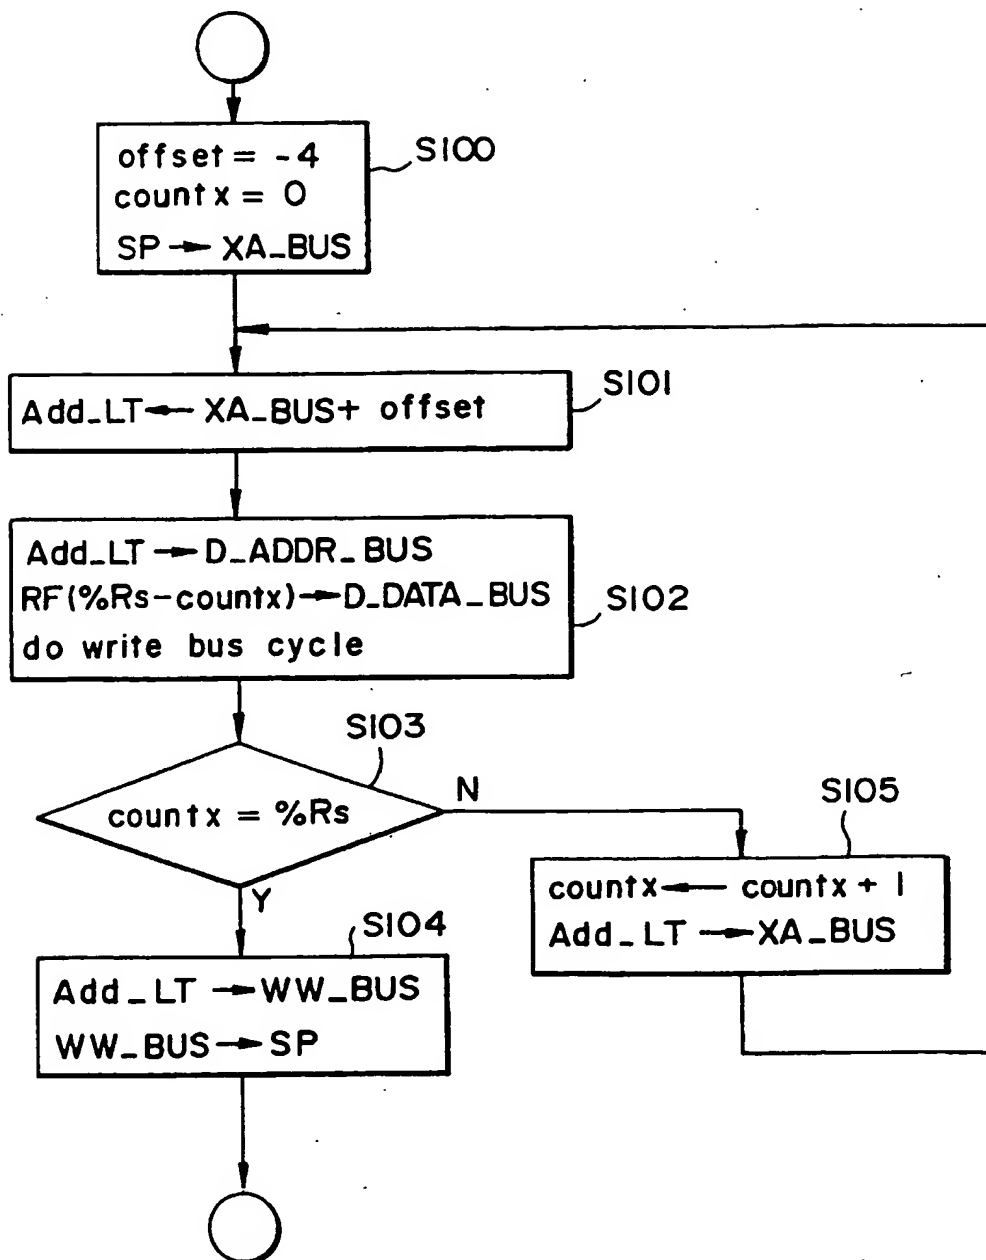 offset = -4
countx = 0
SP → XA_BUS
S100
Add_LT ← XA_BUS + offset
S101
Add_LT → D_ADDR_BUS
RF(%Rs-countx) → D_DATA_BUS
do write bus cycle
S102
S103
countx = %Rs
N
Y
S105
countx ← countx + 1
Add_LT → XA_BUS
S104
Add_LT → WW_BUS
WW_BUS → SP